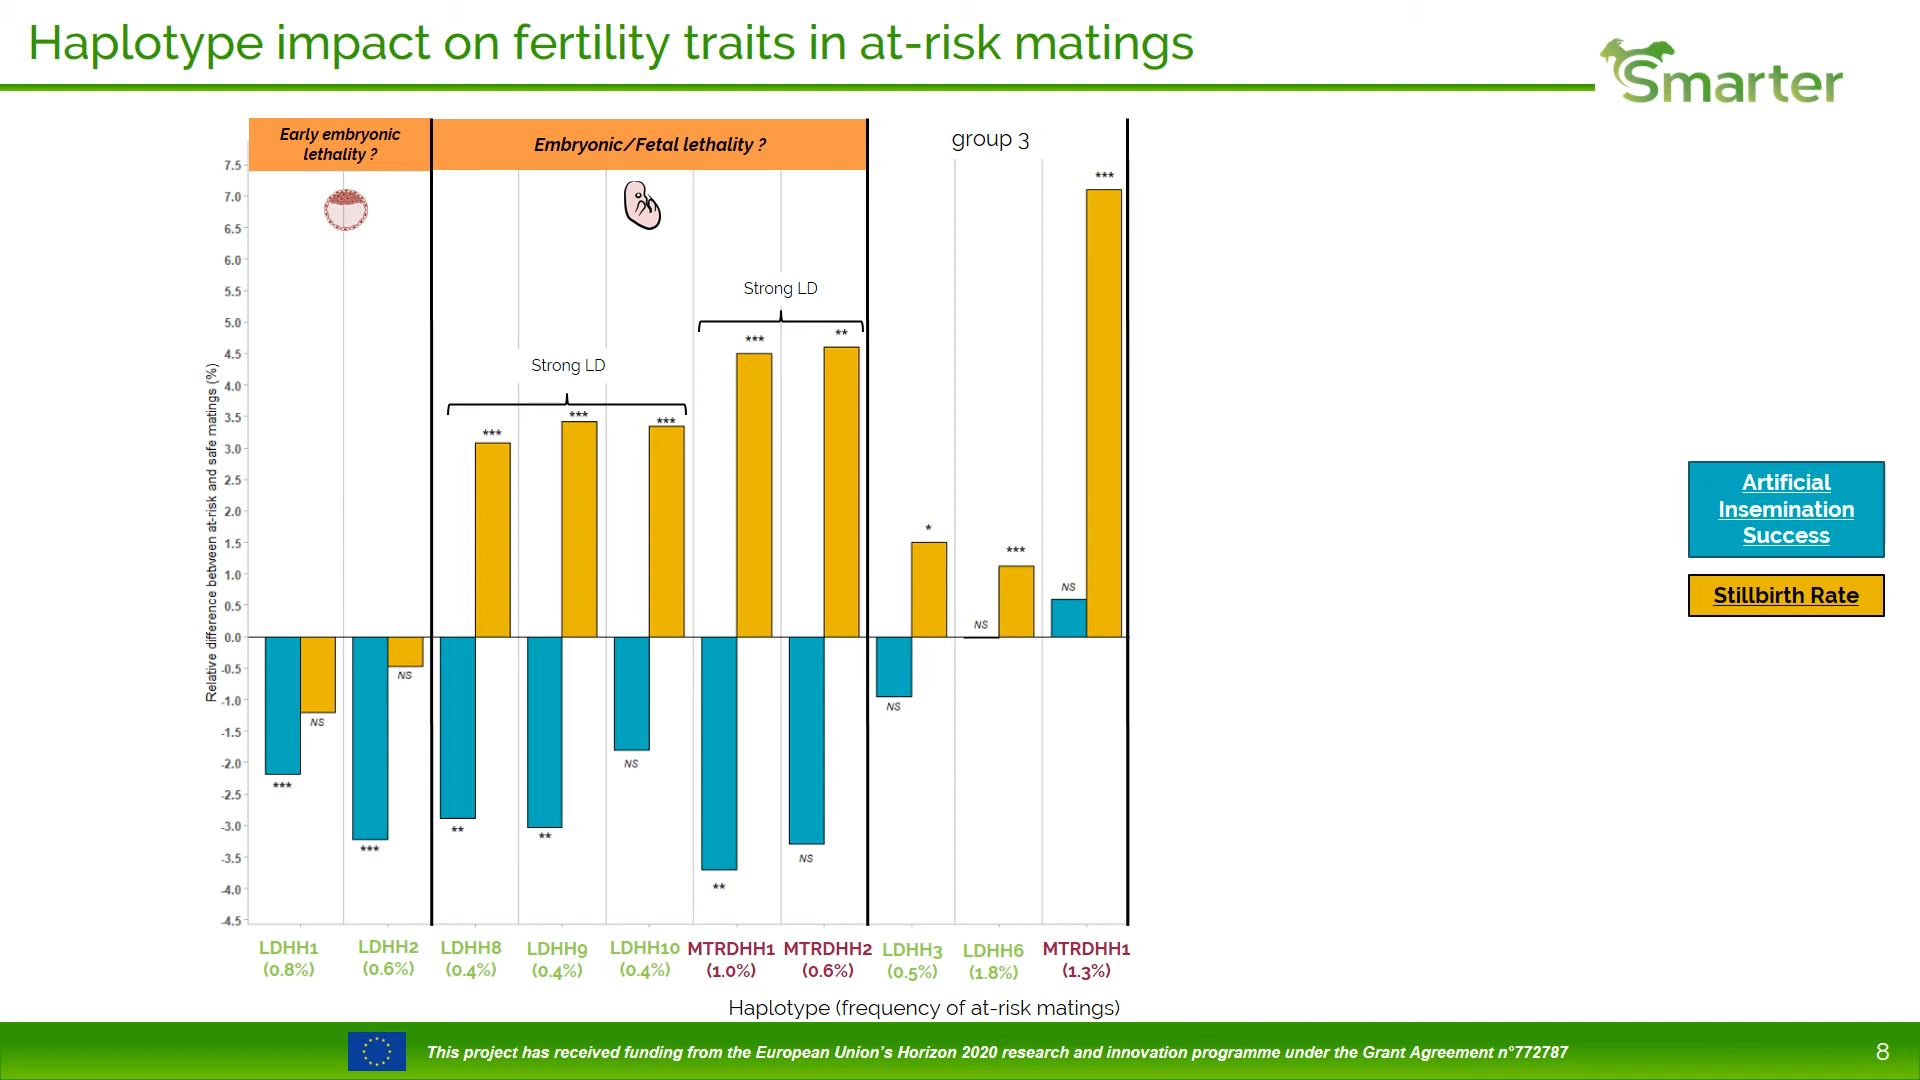 Haplotype impact on fertility traits in at-risk matings
Smarter
Early embryonic
lethality ?
Embryonic/Fetal lethality ?
group 3
7.5
7.0
6.5
6.0
5.5
5.0
4.5
4.0
3.5
3.0
2.5
2.0
1.5
1.0
0.5
0.0
-0.5
-1.0
-1.5
-2.0
-2.5
-3.0
-3.5
-4.0
-4.5
Relative difference between at-risk and safe matings (%)
Strong LD
Strong LD
***
NS
***
NS
**
***
**
***
NS
***
**
***
NS
**
NS
*
NS
***
NS
***
Artificial
Insemination
Success
Stillbirth Rate
LDHH1
(0.8%)
LDHH2
(0.6%)
LDHH8
(0.4%)
LDHH9
(0.4%)
LDHH10
(0.4%)
MTRDHH1
(1.0%)
MTRDHH2
(0.6%)
LDHH3
(0.5%)
LDHH6
(1.8%)
MTRDHH1
(1.3%)
Haplotype (frequency of at-risk matings)
This project has received funding from the European Union's Horizon 2020 research and innovation programme under the Grant Agreement n°772787
8